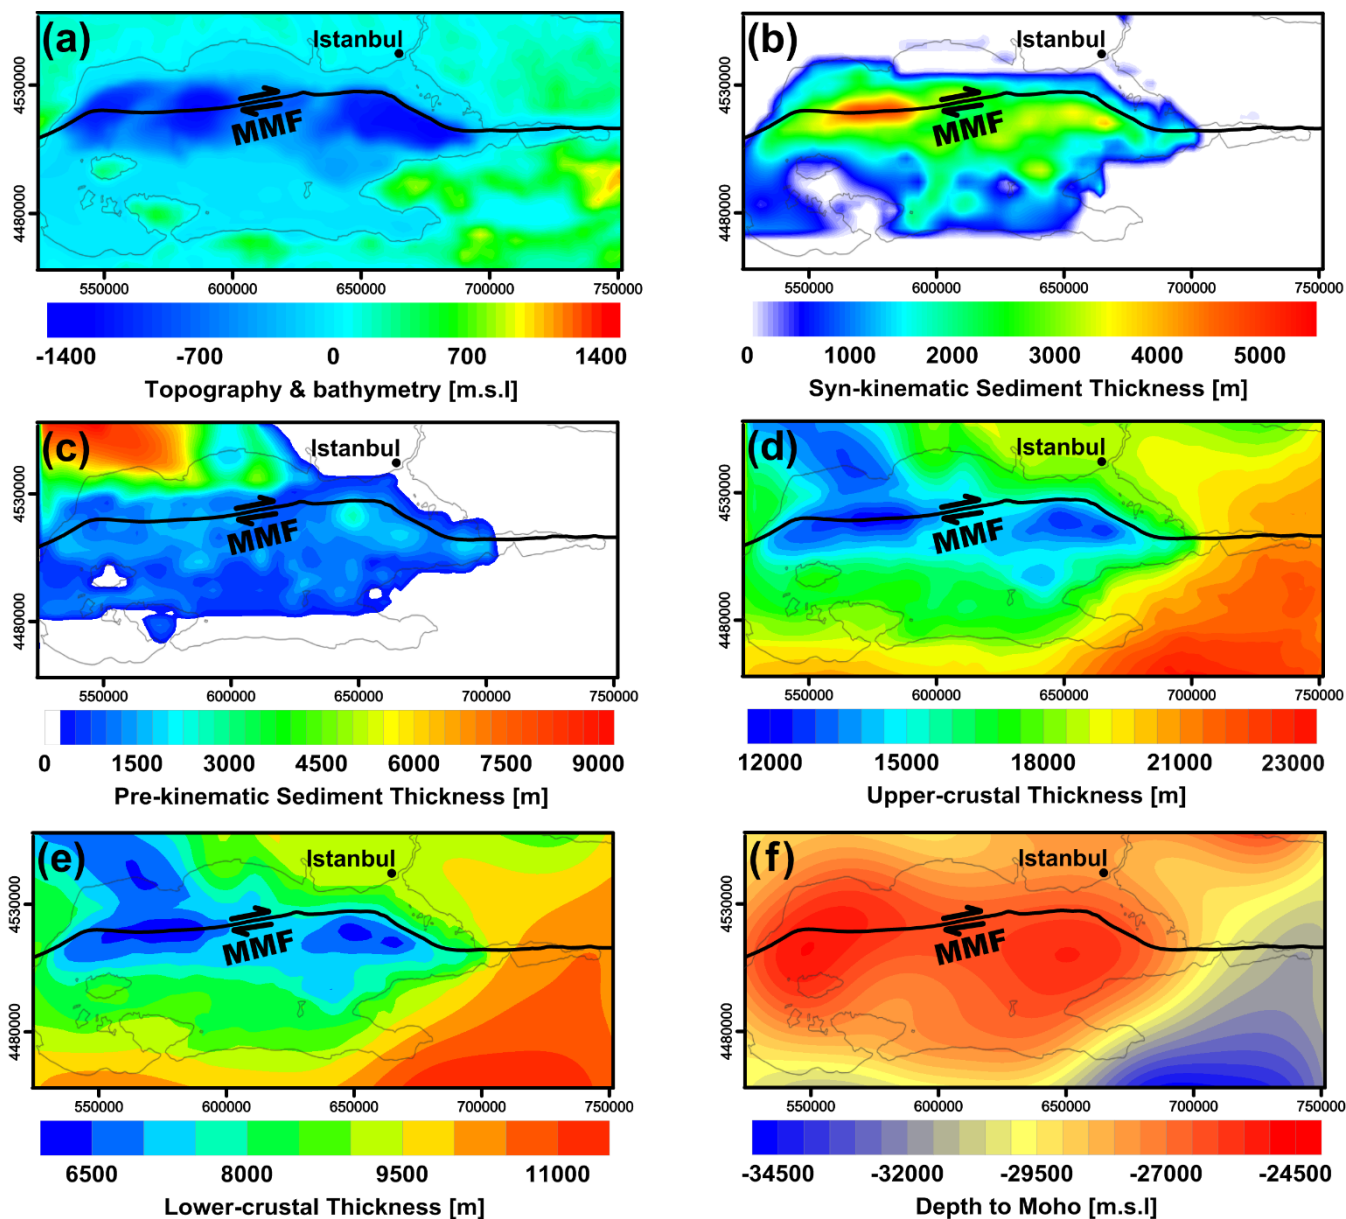 (a)
Istanbul
MMF
4530000
4480000
550000 600000 650000 700000 750000
-1400 -700 0 700 1400
Topography & bathymetry [m.s.l]
(b)
Istanbul
MMF
4530000
4480000
550000 600000 650000 700000 750000
0 1000 2000 3000 4000 5000
Syn-kinematic Sediment Thickness [m]
(c)
Istanbul
MMF
4530000
4480000
550000 600000 650000 700000 750000
0 1500 3000 4500 6000 7500 9000
Pre-kinematic Sediment Thickness [m]
(d)
Istanbul
MMF
4530000
4480000
550000 600000 650000 700000 750000
12000 15000 18000 21000 23000
Upper-crustal Thickness [m]
(e)
Istanbul
MMF
4530000
4480000
550000 600000 650000 700000 750000
6500 8000 9500 11000
Lower-crustal Thickness [m]
(f)
Istanbul
MMF
4530000
4480000
550000 600000 650000 700000 750000
-34500 -32000 -29500 -27000 -24500
Depth to Moho [m.s.l]